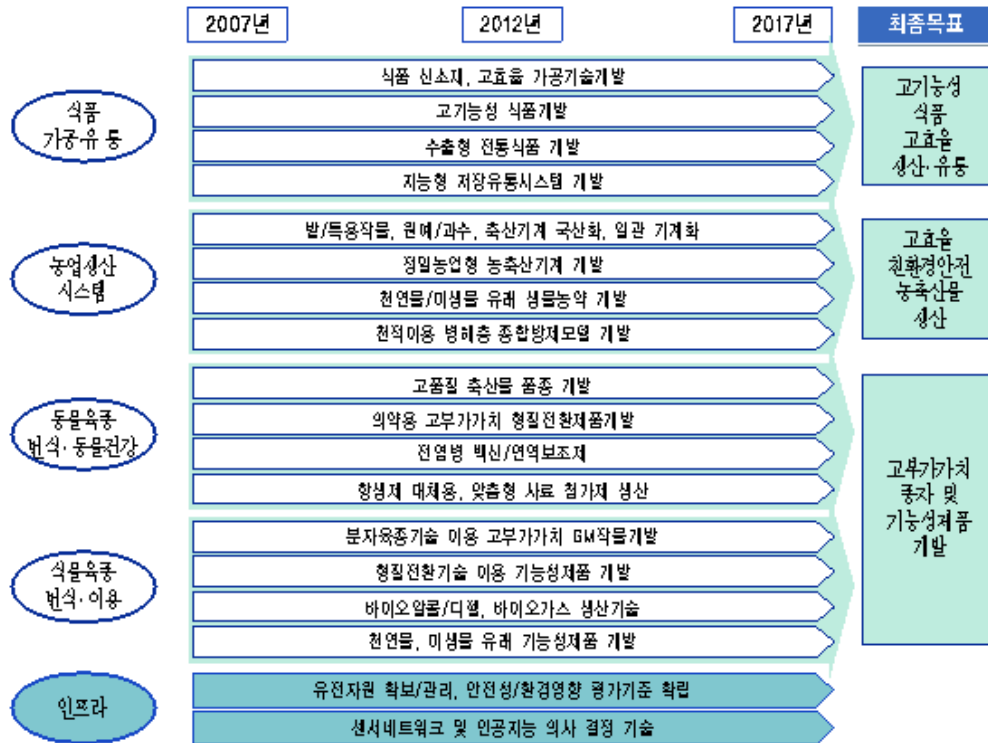 2007년
2012년
2017년
최종목표
식품
가공·유 통
식품 신소재, 고효율 가공기술개발
고기능성 식품개발
수출형 전통식품 개발
지능형 저장유통시스템 개발
고기능성
식품
고효율
생산·유통
농업생산
시스템
밭/특용작물, 원예/과수, 축산기계 국산화, 일관 기계화
정밀농업형 농축산기계 개발
천연물/미생물 유래 생물농약 개발
천적이용 병해충 종합방제모델 개발
고효율
친환경안전
농축산물
생산
동물육종
번식·동물건강
고품질 축산물 품종 개발
의약용 고부가가치 형질전환제품개발
전염병 백신/면역보조제
항생제 대체용, 맞춤형 사료 첨가제 생산
식물육종
번식·이용
분자육종기술 이용 고부가가치 GM작물개발
형질전환기술 이용 기능성제품 개발
바이오알콜/디젤, 바이오가스 생산기술
천연물, 미생물 유래 기능성제품 개발
고부가가치
종자 및
기능성제품
개발
인프라
유전자원 확보/관리, 안전성/환경영향 평가기준 확립
센서네트워크 및 인공지능 의사 결정 기술